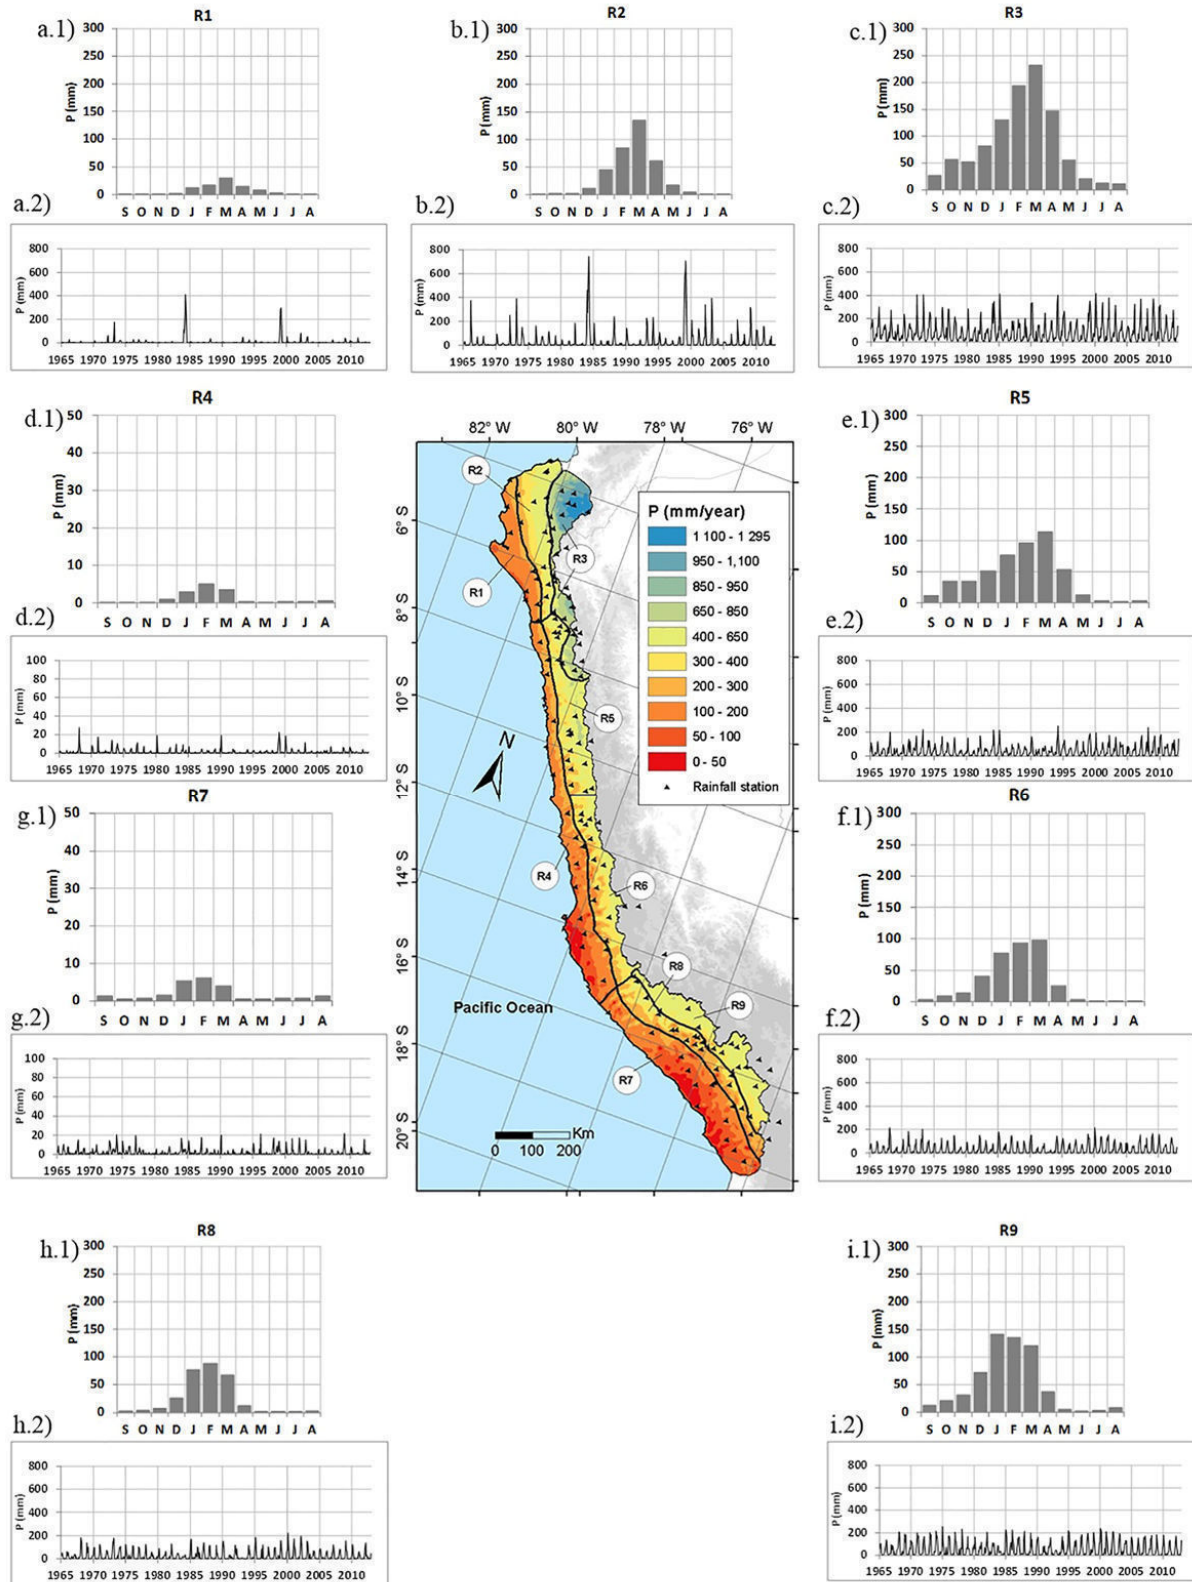 R1
a.1)
P (mm)
300
250
200
150
100
50
0
S O N D J F M A M J J A
R2
b.1)
P (mm)
300
250
200
150
100
50
0
S O N D J F M A M J J A
R3
c.1)
P (mm)
300
250
200
150
100
50
0
S O N D J F M A M J J A
a.2)
P (mm)
800
600
400
200
0
1965 1970 1975 1980 1985 1990 1995 2000 2005 2010
b.2)
P (mm)
800
600
400
200
0
1965 1970 1975 1980 1985 1990 1995 2000 2005 2010
c.2)
P (mm)
800
600
400
200
0
1965 1970 1975 1980 1985 1990 1995 2000 2005 2010
R4
d.1)
P (mm)
50
40
30
20
10
0
S O N D J F M A M J J A
d.2)
P (mm)
100
80
60
40
20
0
1965 1970 1975 1980 1985 1990 1995 2000 2005 2010
R5
e.1)
P (mm)
300
250
200
150
100
50
0
S O N D J F M A M J J A
e.2)
P (mm)
800
600
400
200
0
1965 1970 1975 1980 1985 1990 1995 2000 2005 2010
82° W 80° W 78° W 76° W
6° S
8° S
10° S
12° S
14° S
16° S
18° S
20° S
R2
R3
R1
R5
R4
R6
R8
R9
R7
N
Pacific Ocean
Km
0 100 200
P (mm/year)
1 100 - 1 295
950 - 1,100
850 - 950
650 - 850
400 - 650
300 - 400
200 - 300
100 - 200
50 - 100
0 - 50
Rainfall station
R7
g.1)
P (mm)
50
40
30
20
10
0
S O N D J F M A M J J A
g.2)
P (mm)
100
80
60
40
20
0
1965 1970 1975 1980 1985 1990 1995 2000 2005 2010
R6
f.1)
P (mm)
300
250
200
150
100
50
0
S O N D J F M A M J J A
f.2)
P (mm)
800
600
400
200
0
1965 1970 1975 1980 1985 1990 1995 2000 2005 2010
R8
h.1)
P (mm)
300
250
200
150
100
50
0
S O N D J F M A M J J A
h.2)
P (mm)
800
600
400
200
0
1965 1970 1975 1980 1985 1990 1995 2000 2005 2010
R9
i.1)
P (mm)
300
250
200
150
100
50
0
S O N D J F M A M J J A
i.2)
P (mm)
800
600
400
200
0
1965 1970 1975 1980 1985 1990 1995 2000 2005 2010